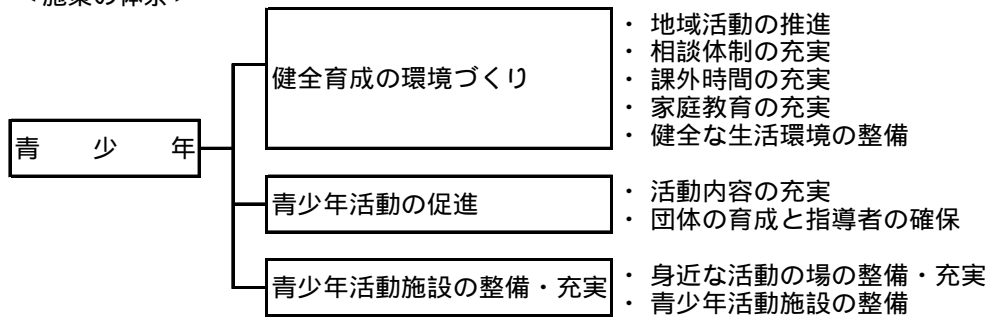 ＜施策の体系＞
青少年
健全育成の環境づくり
・ 地域活動の推進
・ 相談体制の充実
・ 課外時間の充実
・ 家庭教育の充実
・ 健全な生活環境の整備
青少年活動の促進
・ 活動内容の充実
・ 団体の育成と指導者の確保
青少年活動施設の整備・充実
・ 身近な活動の場の整備・充実
・ 青少年活動施設の整備